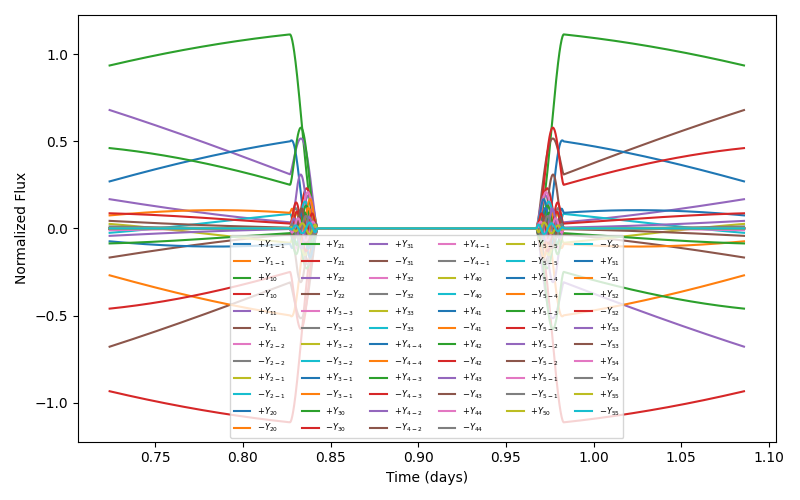 1.0
0.5
0.0
−0.5
−1.0
Normalized Flux
+Y₁₋₁
−Y₁₋₁
+Y₁₀
−Y₁₀
+Y₁₁
−Y₁₁
+Y₂₋₂
−Y₂₋₂
+Y₂₋₁
−Y₂₋₁
+Y₂₀
−Y₂₀
+Y₂₁
−Y₂₁
+Y₂₂
−Y₂₂
+Y₃₋₃
−Y₃₋₃
+Y₃₋₂
−Y₃₋₂
+Y₃₋₁
−Y₃₋₁
+Y₃₀
−Y₃₀
+Y₃₁
−Y₃₁
+Y₃₂
−Y₃₂
+Y₃₃
−Y₃₃
+Y₄₋₄
−Y₄₋₄
+Y₄₋₃
−Y₄₋₃
+Y₄₋₂
−Y₄₋₂
+Y₄₋₁
−Y₄₋₁
+Y₄₀
−Y₄₀
+Y₄₁
−Y₄₁
+Y₄₂
−Y₄₂
+Y₄₃
−Y₄₃
+Y₄₄
−Y₄₄
+Y₅₋₅
−Y₅₋₅
+Y₅₋₄
−Y₅₋₄
+Y₅₋₃
−Y₅₋₃
+Y₅₋₂
−Y₅₋₂
+Y₅₋₁
−Y₅₋₁
+Y₅₀
−Y₅₀
+Y₅₁
−Y₅₁
+Y₅₂
−Y₅₂
+Y₅₃
−Y₅₃
+Y₅₄
−Y₅₄
+Y₅₅
−Y₅₅
0.75 0.80 0.85 0.90 0.95 1.00 1.05 1.10
Time (days)